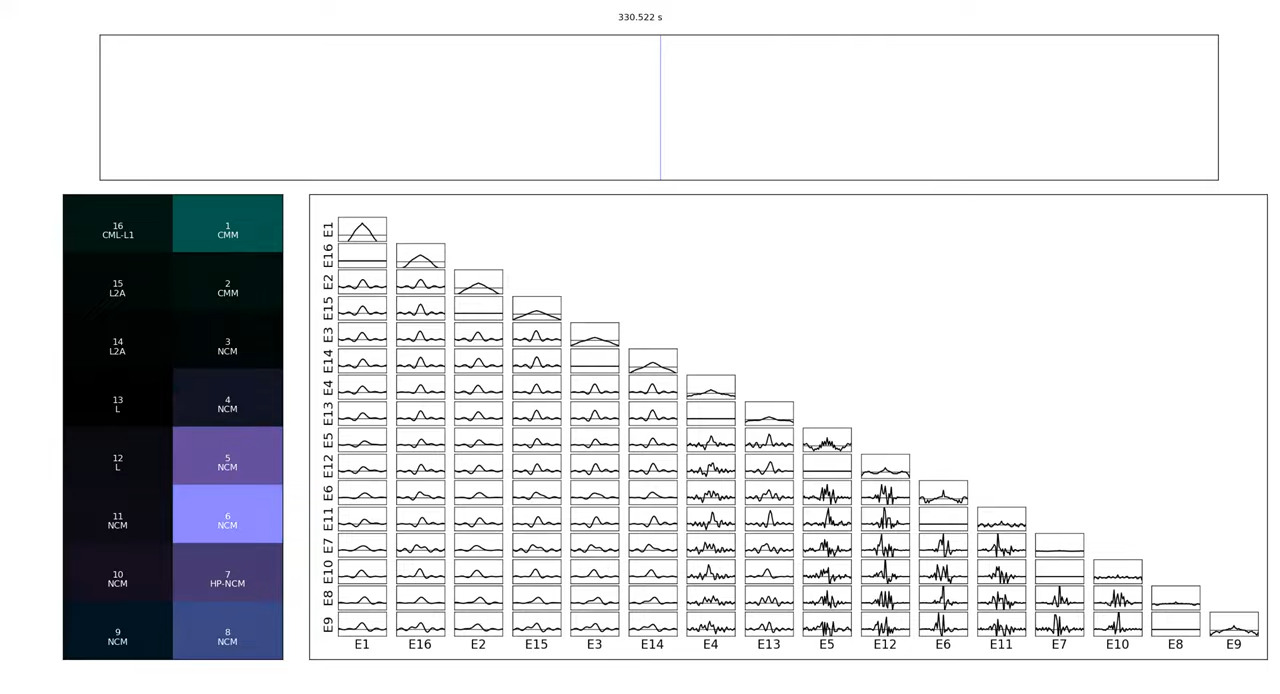 330.522 s
16
CML-L1
1
CMM
15
L2A
2
CMM
14
L2A
3
NCM
13
L
4
NCM
12
L
5
NCM
11
NCM
6
NCM
10
NCM
7
HP-NCM
9
NCM
8
NCM
E1
E16
E2
E15
E3
E14
E4
E13
E5
E12
E6
E11
E7
E10
E8
E9
E1 E16 E2 E15 E3 E14 E4 E13 E5 E12 E6 E11 E7 E10 E8 E9